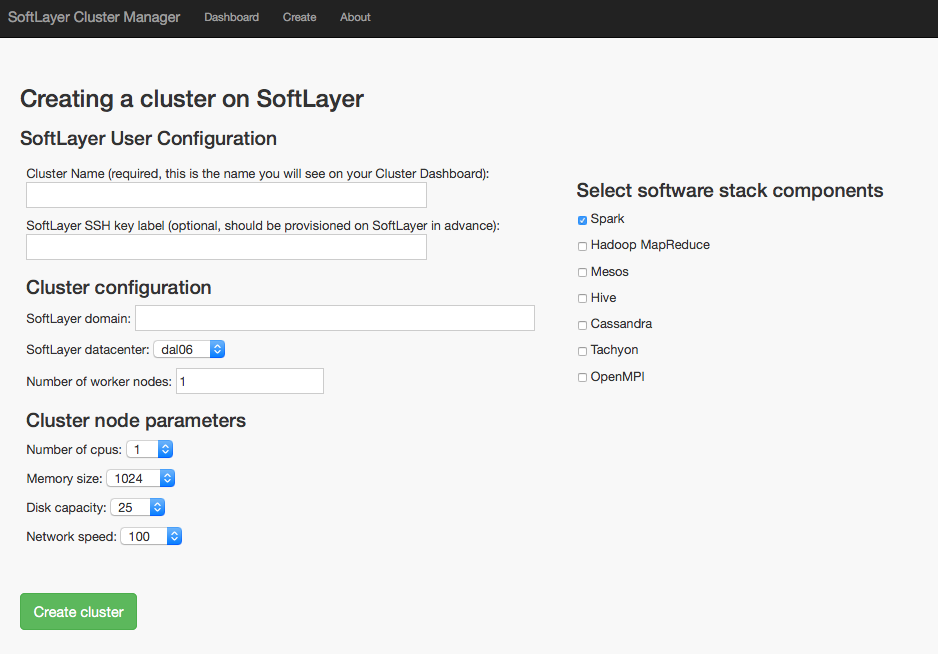 SoftLayer Cluster Manager Dashboard Create About
Creating a cluster on SoftLayer
SoftLayer User Configuration
Cluster Name (required, this is the name you will see on your Cluster Dashboard):
SoftLayer SSH key label (optional, should be provisioned on SoftLayer in advance):
Cluster configuration
SoftLayer domain:
SoftLayer datacenter: dal06
Number of worker nodes: 1
Cluster node parameters
Number of cpus: 1
Memory size: 1024
Disk capacity: 25
Network speed: 100
Create cluster
Select software stack components
Spark
Hadoop MapReduce
Mesos
Hive
Cassandra
Tachyon
OpenMPI